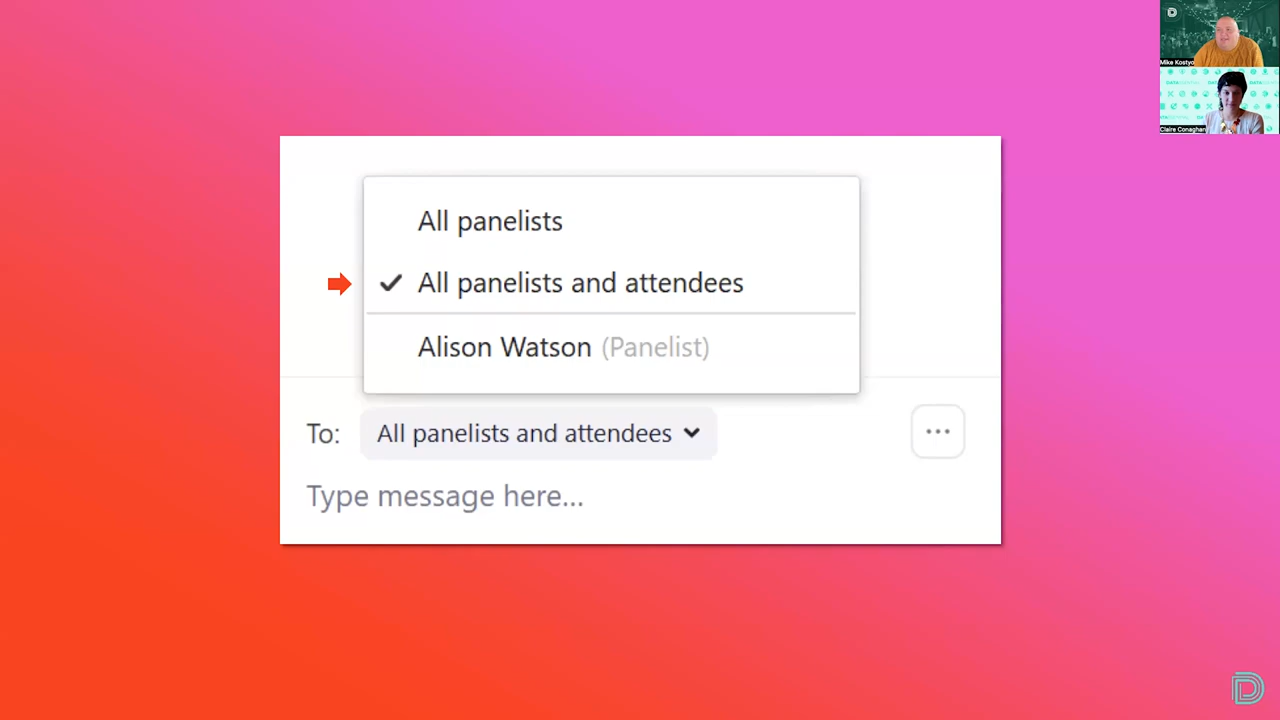 Mike Kostyo
Claire Conaghan
All panelists
All panelists and attendees
Alison Watson (Panelist)
To: All panelists and attendees
Type message here...